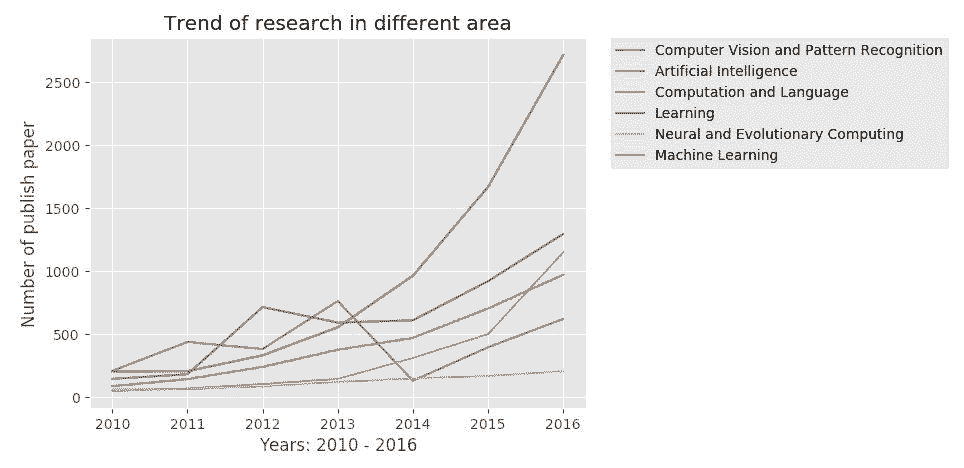 Trend of research in different area
Number of publish paper
2500
2000
1500
1000
500
0
2010 2011 2012 2013 2014 2015 2016
Years: 2010 - 2016
Computer Vision and Pattern Recognition
Artificial Intelligence
Computation and Language
Learning
Neural and Evolutionary Computing
Machine Learning